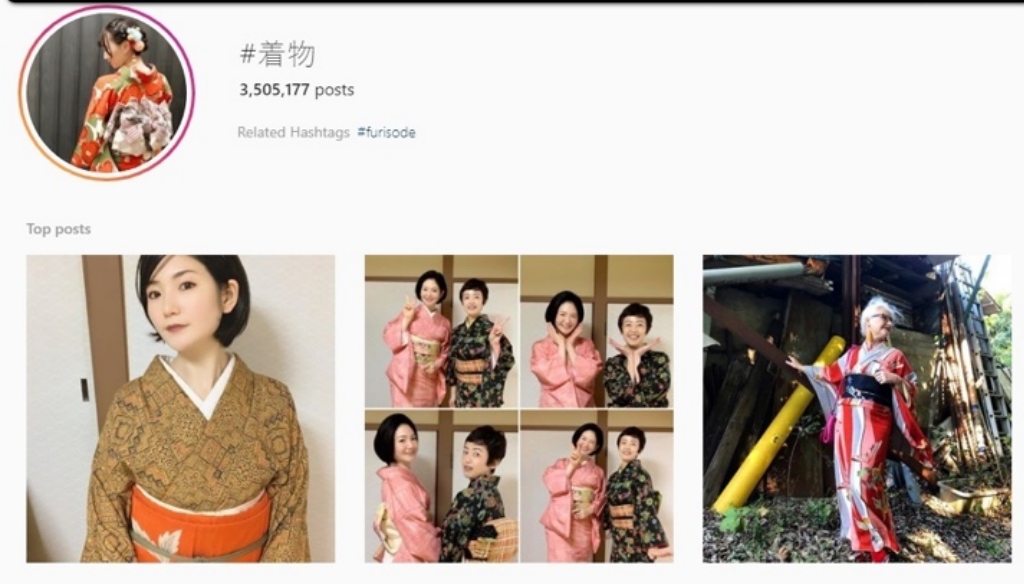 #着物
3,505,177 posts
Related Hashtags #furisode
Top posts